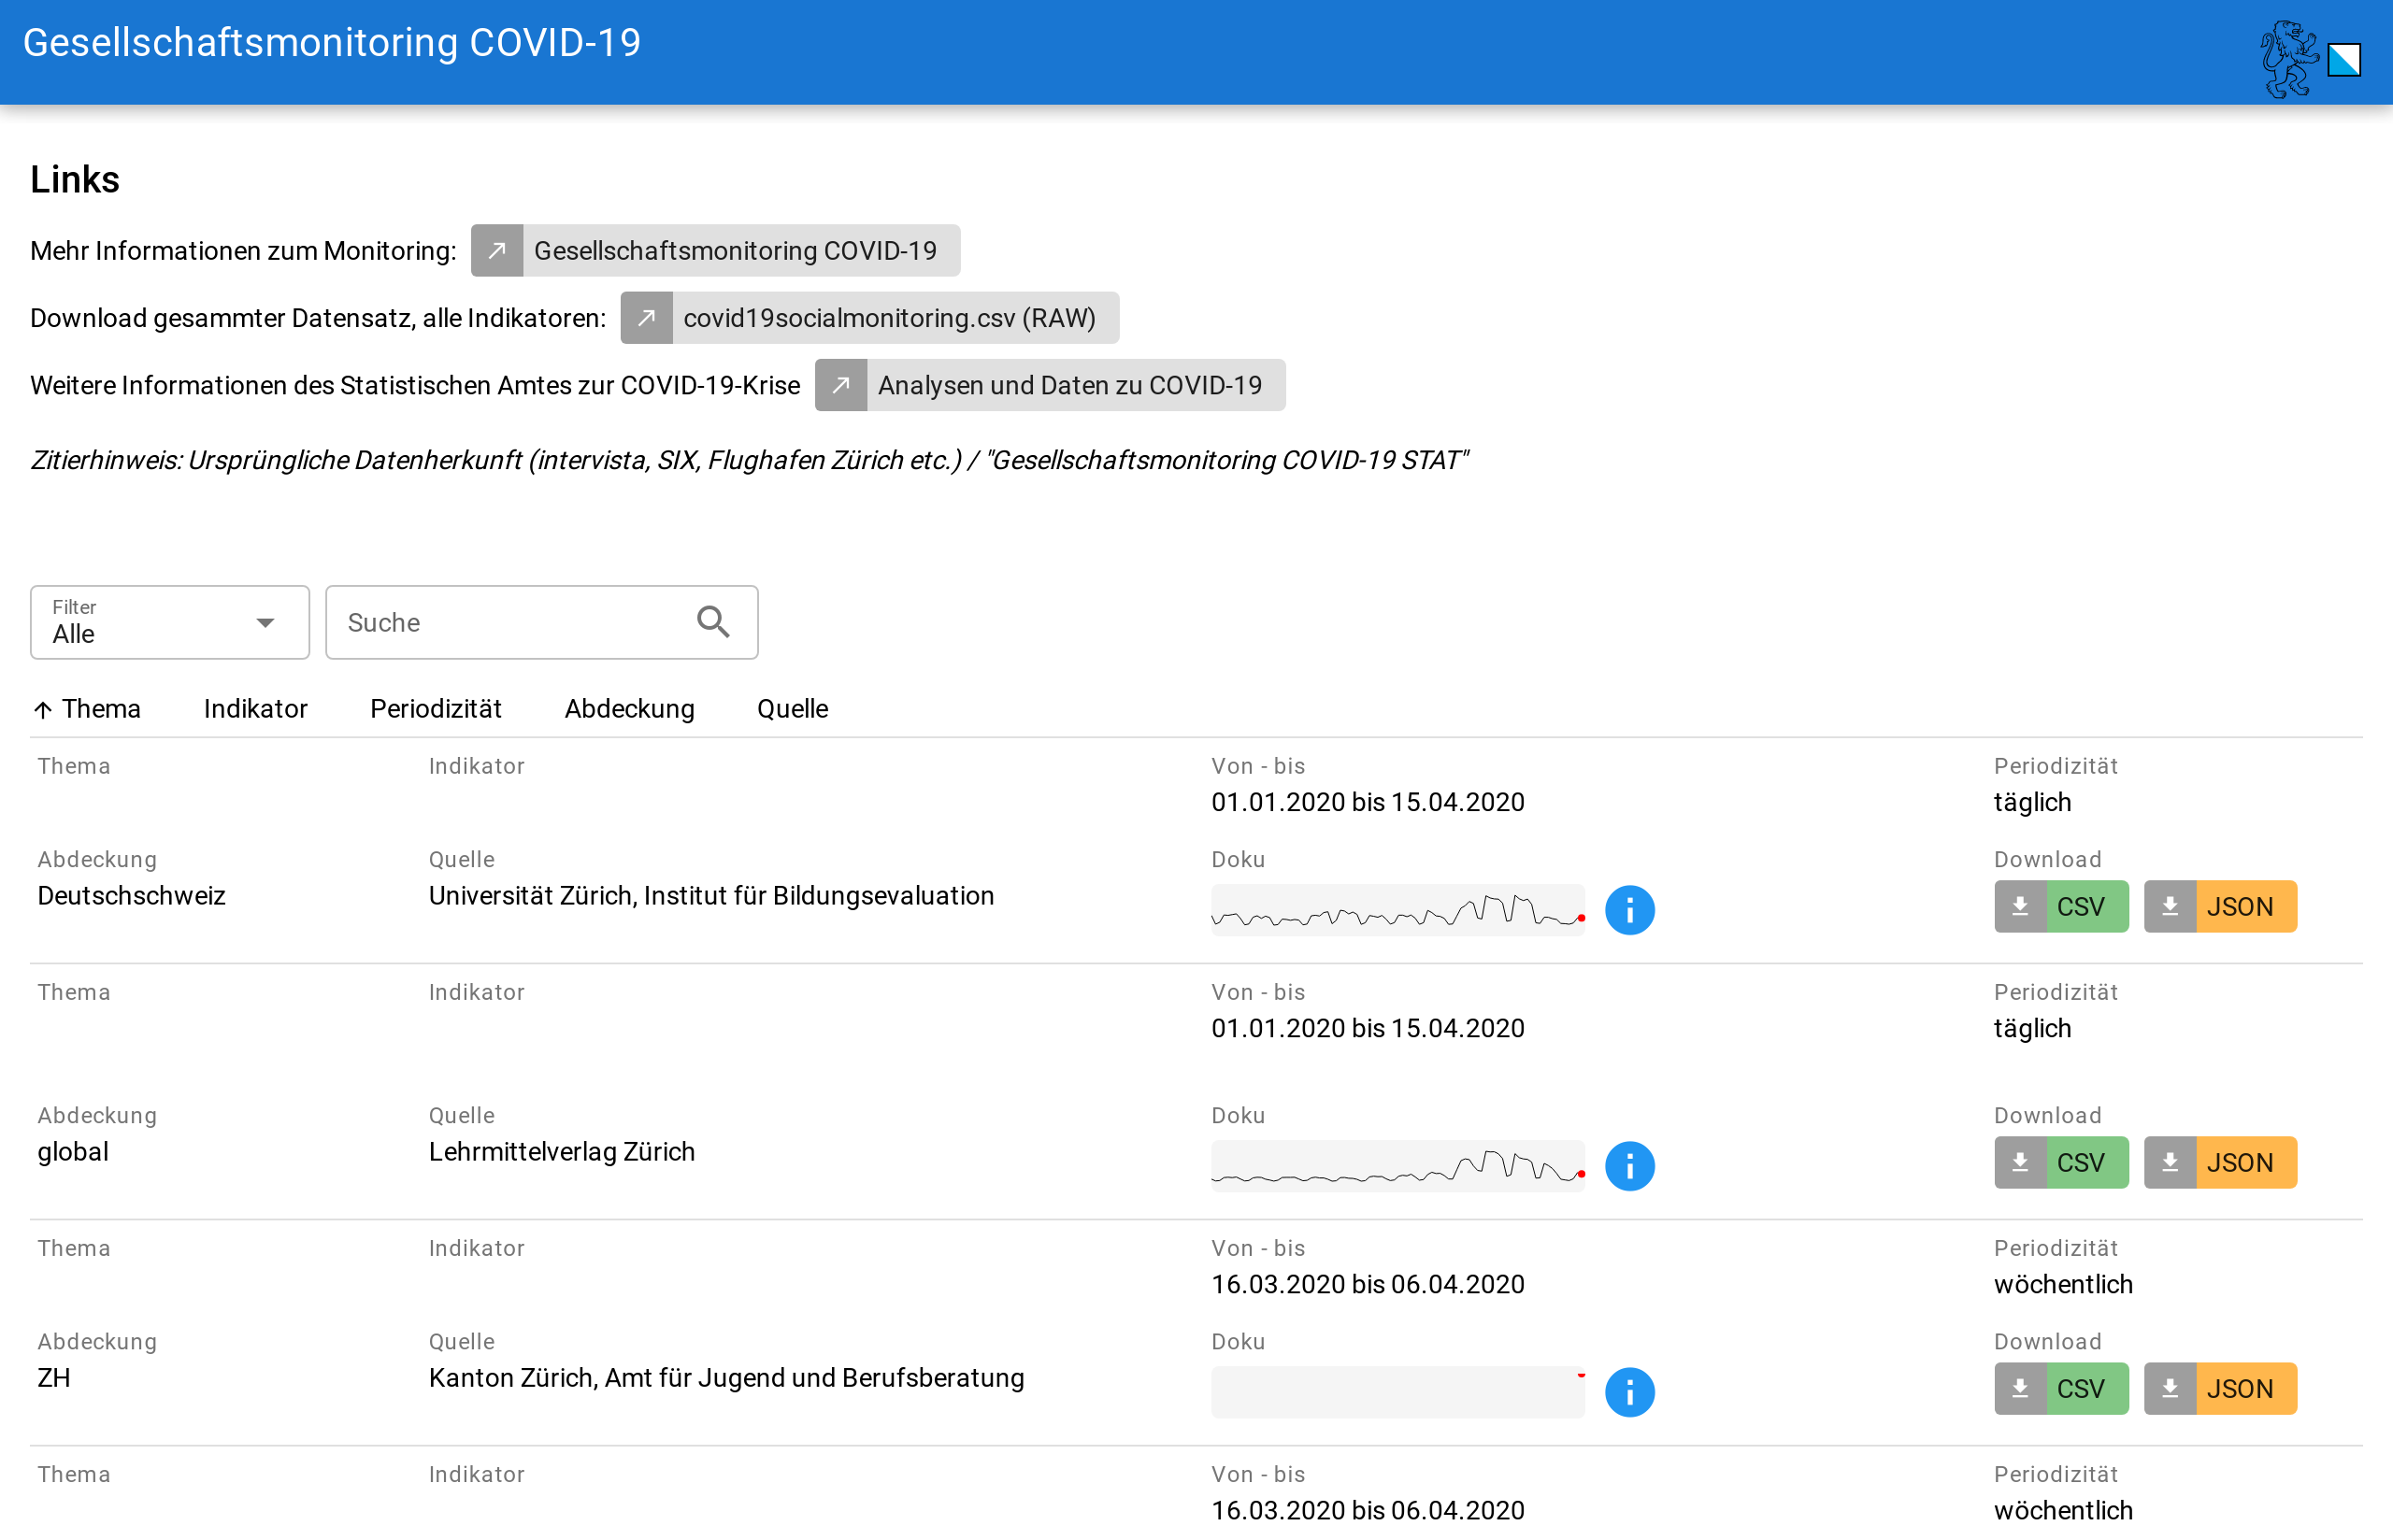 Gesellschaftsmonitoring COVID-19
Links
Mehr Informationen zum Monitoring: Gesellschaftsmonitoring COVID-19
Download gesammter Datensatz, alle Indikatoren: covid19socialmonitoring.csv (RAW)
Weitere Informationen des Statistischen Amtes zur COVID-19-Krise Analysen und Daten zu COVID-19
Zitierhinweis: Ursprüngliche Datenherkunft (intervista, SIX, Flughafen Zürich etc.) / "Gesellschaftsmonitoring COVID-19 STAT"
Filter
Alle
Suche
Thema Indikator Periodizität Abdeckung Quelle
Thema Indikator Von - bis Periodizität
01.01.2020 bis 15.04.2020 täglich
Abdeckung Quelle Doku Download
Deutschschweiz Universität Zürich, Institut für Bildungsevaluation CSV JSON
Thema Indikator Von - bis Periodizität
01.01.2020 bis 15.04.2020 täglich
Abdeckung Quelle Doku Download
global Lehrmittelverlag Zürich CSV JSON
Thema Indikator Von - bis Periodizität
16.03.2020 bis 06.04.2020 wöchentlich
Abdeckung Quelle Doku Download
ZH Kanton Zürich, Amt für Jugend und Berufsberatung CSV JSON
Thema Indikator Von - bis Periodizität
16.03.2020 bis 06.04.2020 wöchentlich